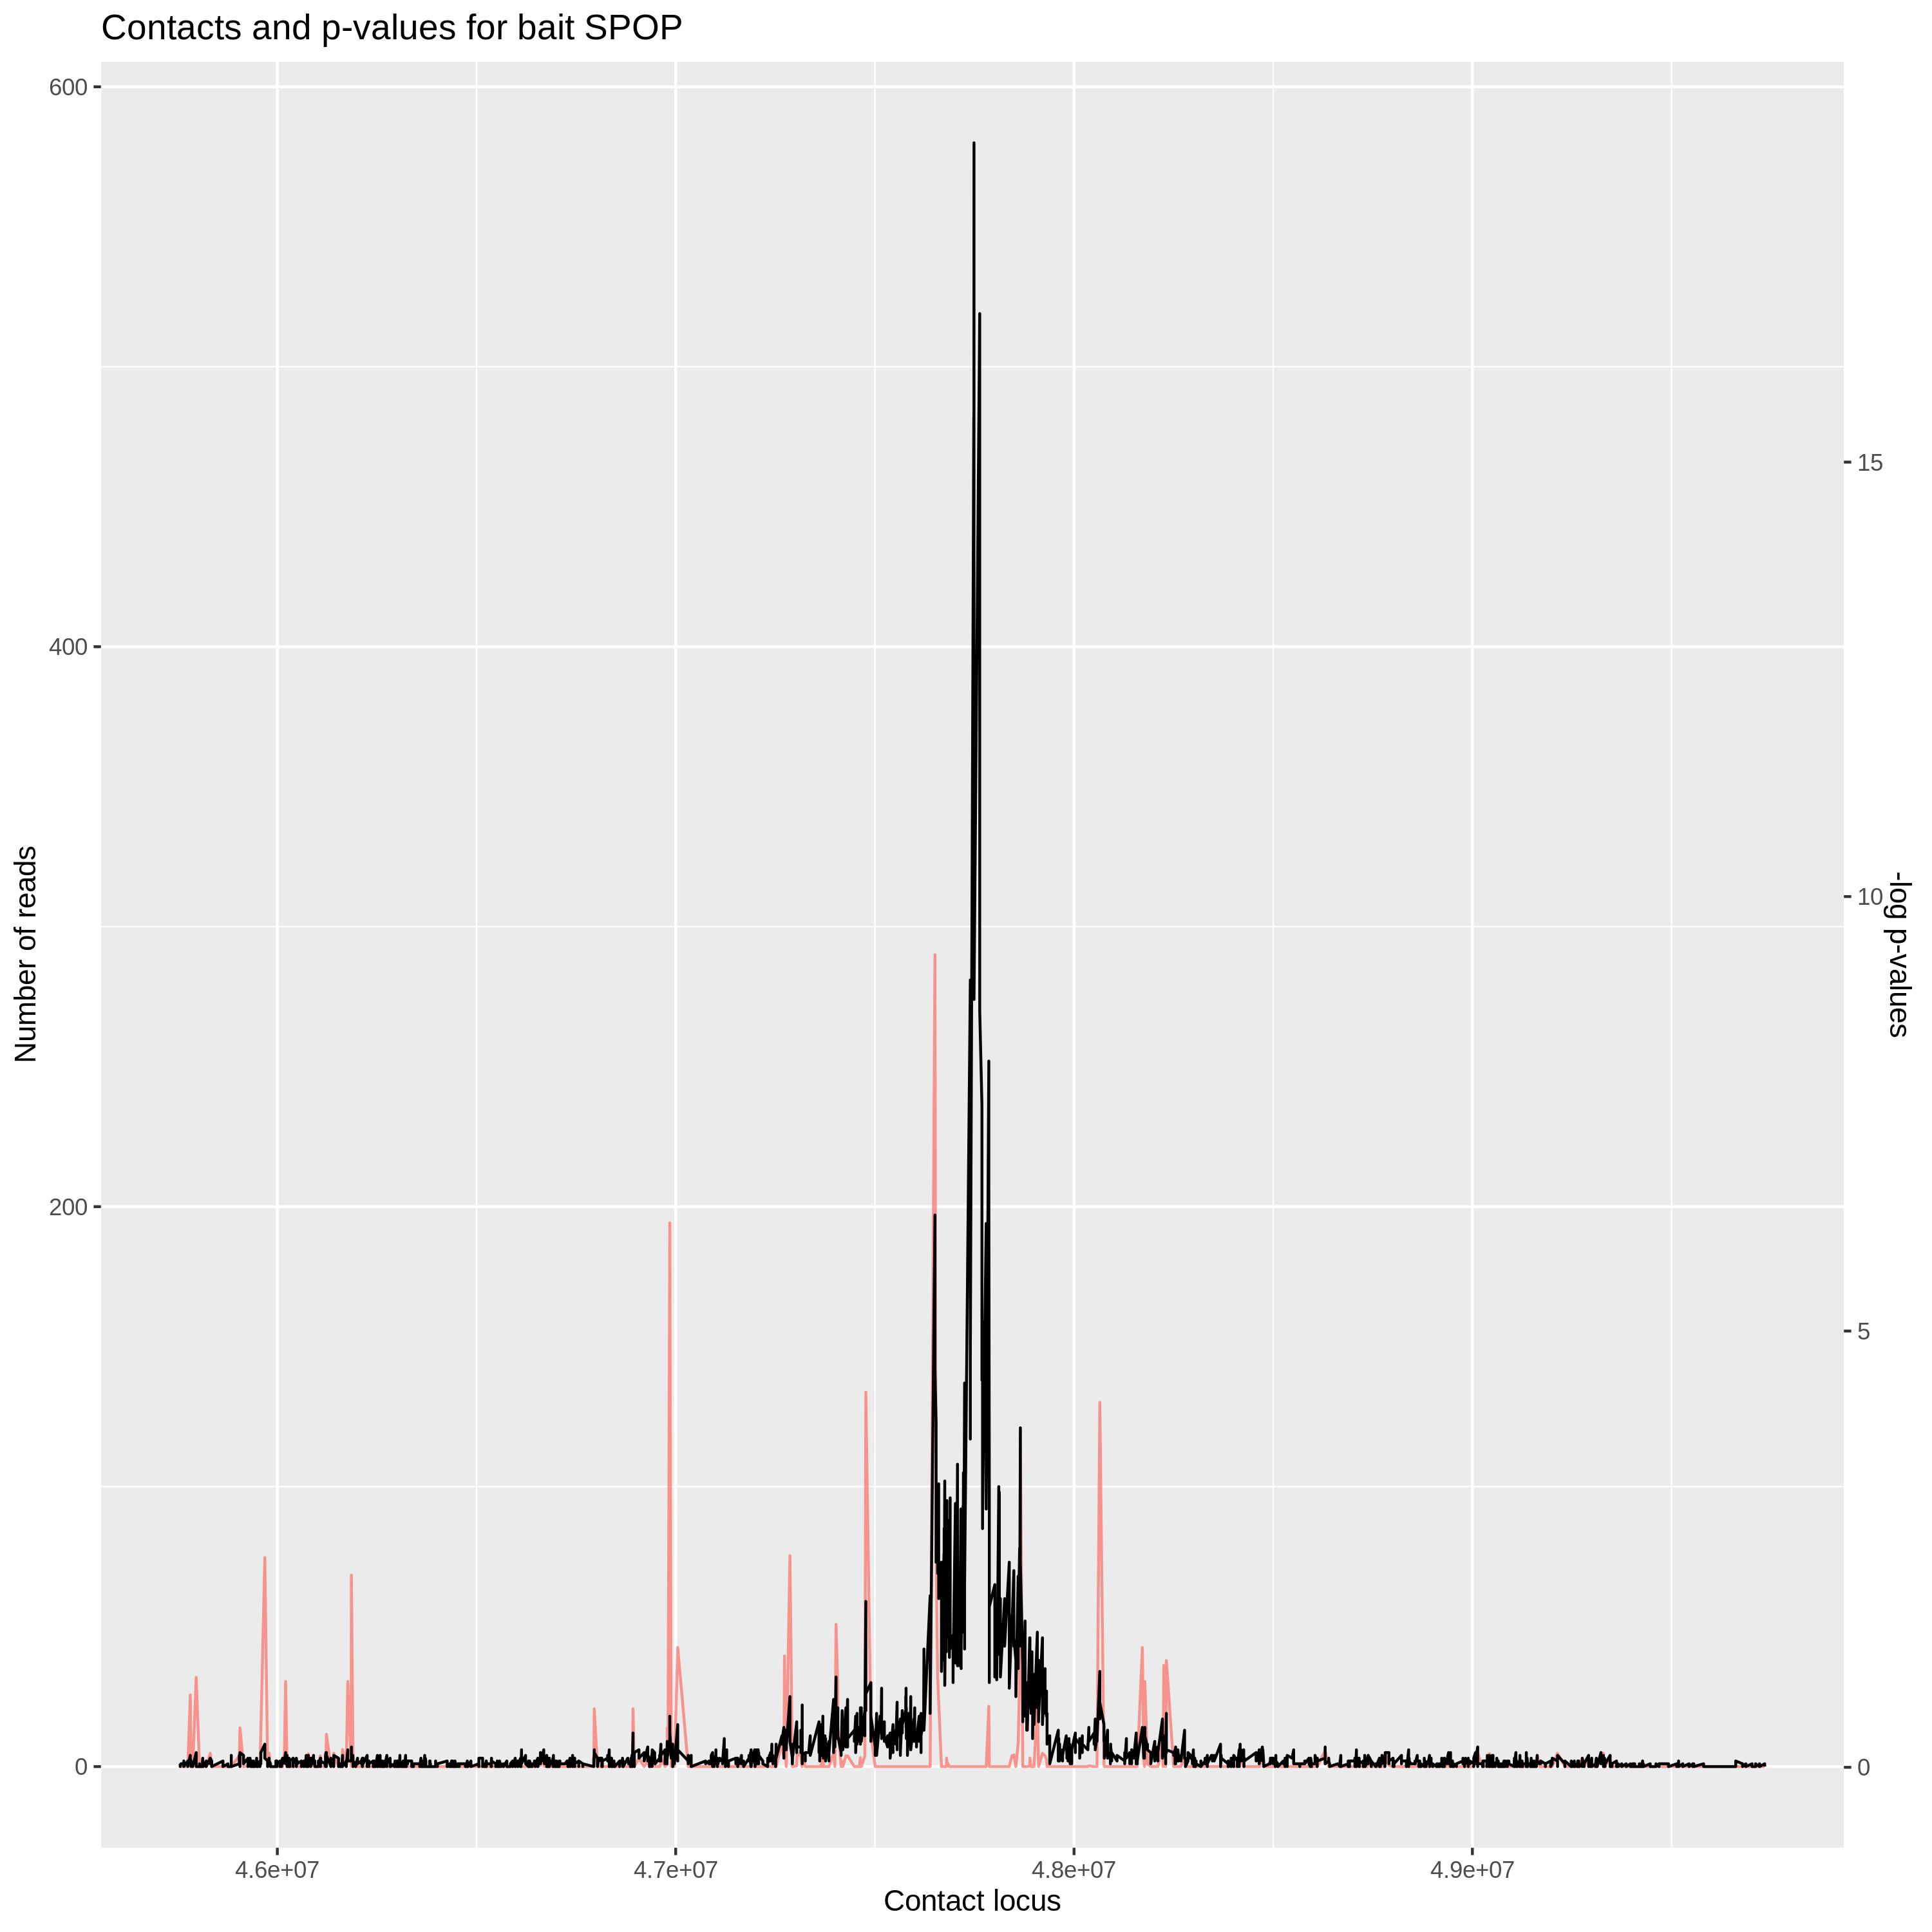 Contacts and p-values for bait SPOP
600
400
200
0
Number of reads
15
10
5
0
-log p-values
4.6e+07
4.7e+07
4.8e+07
4.9e+07
Contact locus